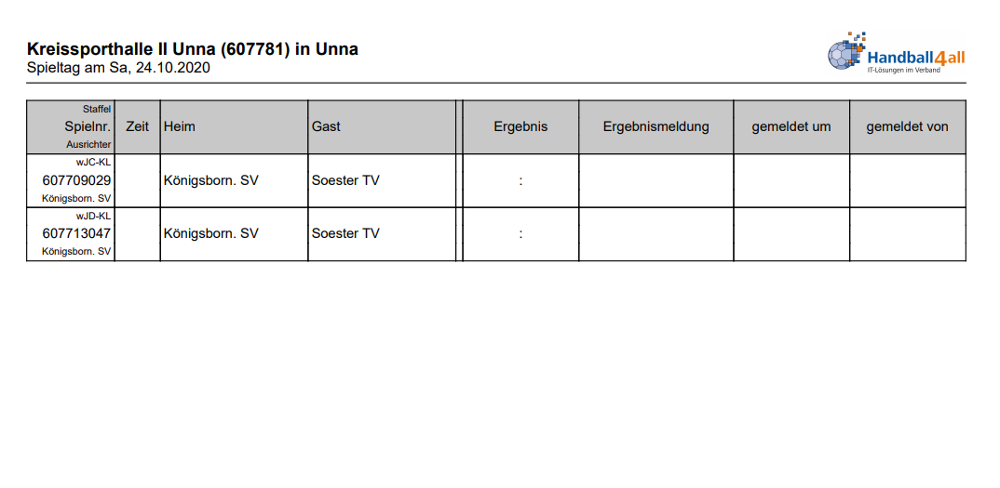 Kreissporthalle II Unna (607781) in Unna
Spieltag am Sa, 24.10.2020
Handball4all
IT-Lösungen im Verband
Staffel
Spielnr. Zeit Heim Gast Ergebnis Ergebnismeldung gemeldet um gemeldet von
Ausrichter
wJC-KL
607709029 Königsborn. SV Soester TV :
Königsborn. SV
wJD-KL
607713047 Königsborn. SV Soester TV :
Königsborn. SV